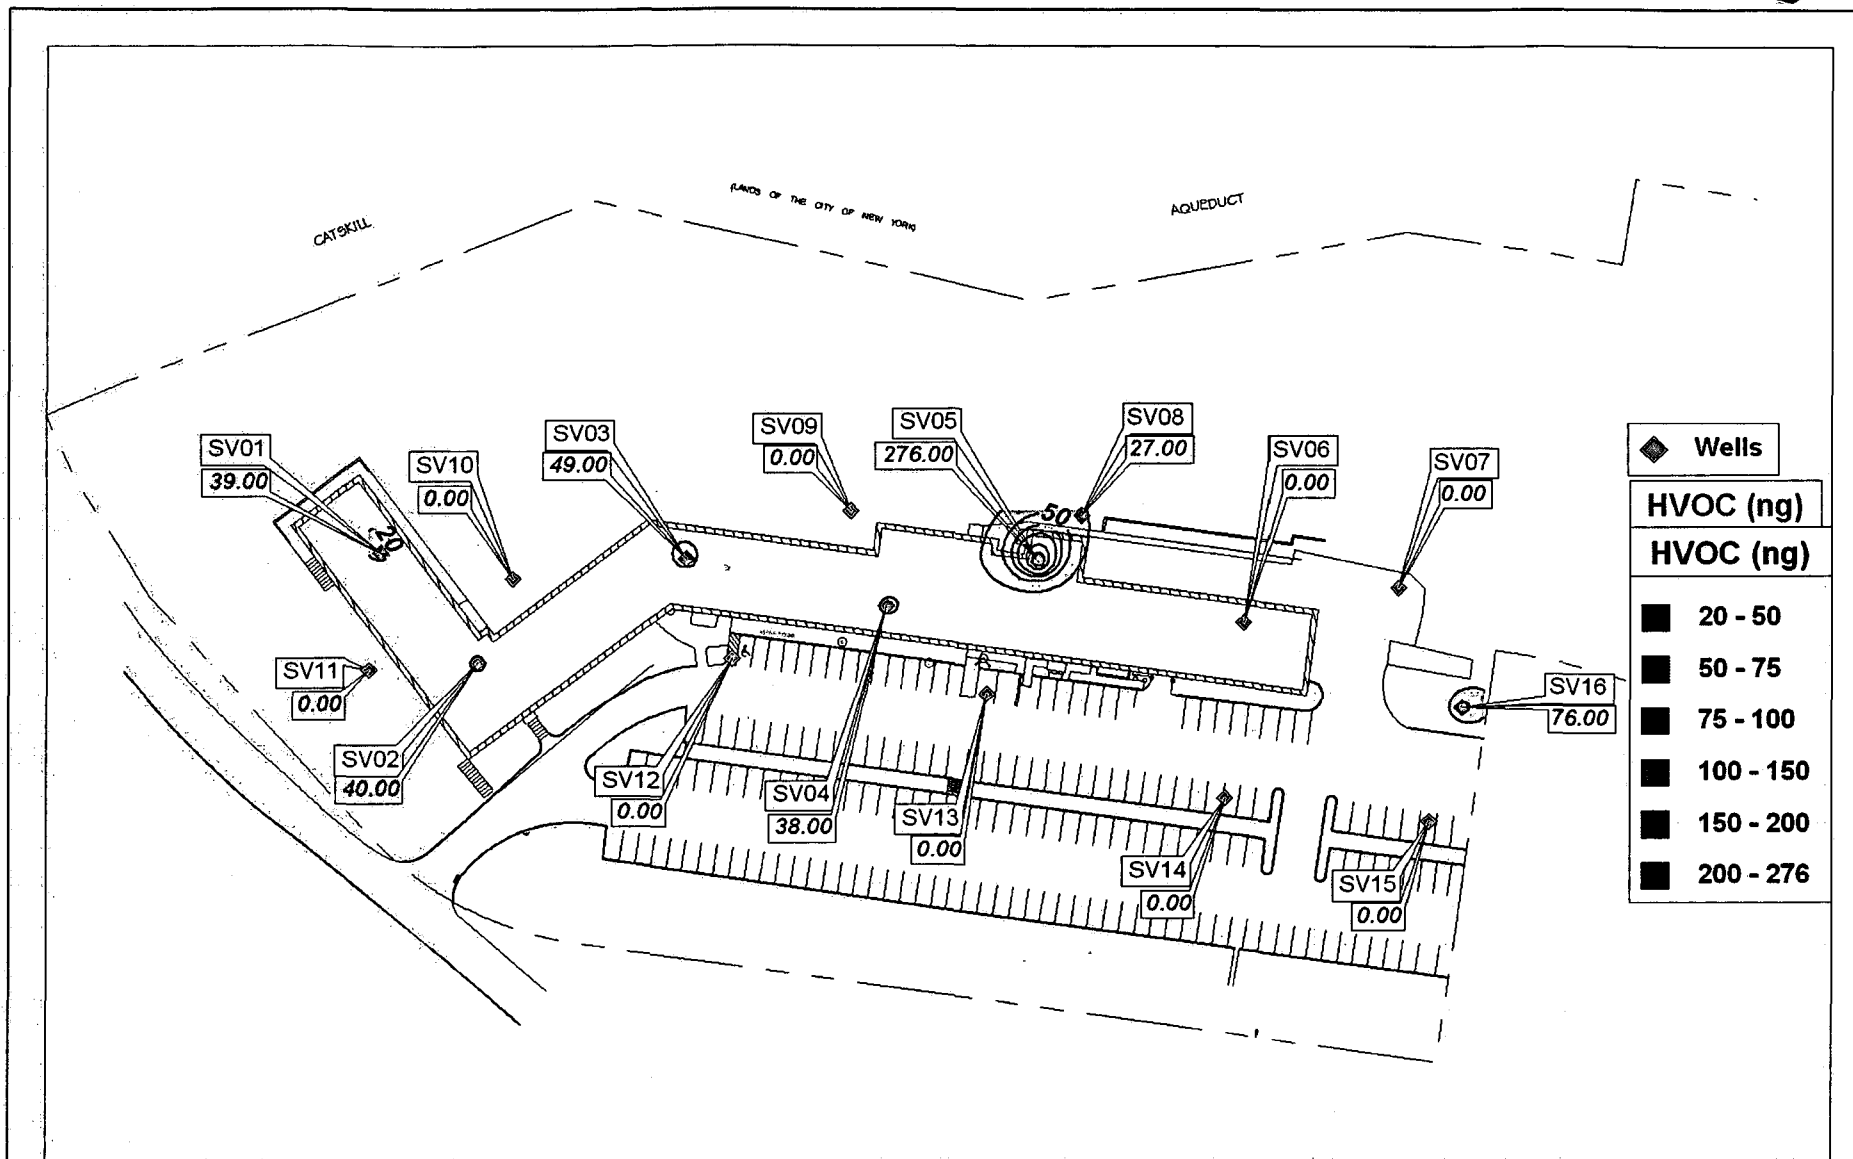 (LANDS OF THE CITY OF NEW YORK)
AQUEDUCT
CATSKILL
SV01
39.00
SV10
0.00
SV03
49.00
SV09
0.00
SV05
276.00
SV08
27.00
SV06
0.00
SV07
0.00
20
50
SV11
0.00
SV02
40.00
SV12
0.00
SV04
38.00
SV13
0.00
SV14
0.00
SV15
0.00
SV16
76.00
Wells
HVOC (ng)
HVOC (ng)
20 - 50
50 - 75
75 - 100
100 - 150
150 - 200
200 - 276